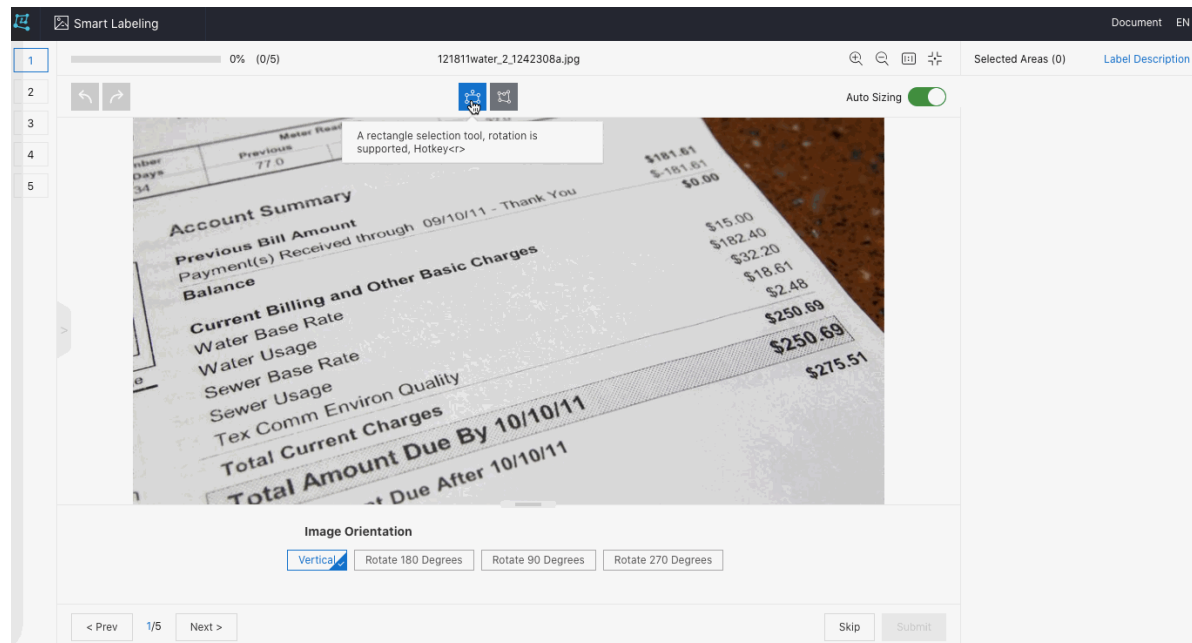 Smart Labeling
Document EN
1
2
3
4
5
0% (0/5)
121811water_2_1242308a.jpg
Selected Areas (0)
Label Description
Auto Sizing
A rectangle selection tool, rotation is
supported, Hotkey<r>
Meter
Previous
77.0
Days
34
$181.61
$-181.61
$0.00
Account Summary
Previous Bill Amount
Payment(s) Received through 09/10/11 - Thank You
Balance
Current Billing and Other Basic Charges
Water Base Rate $15.00
Water Usage $182.40
Sewer Base Rate $32.20
Sewer Usage $18.61
Tex Comm Environ Quality $2.48
Total Current Charges $250.69
Total Amount Due By 10/10/11 $250.69
Due After 10/10/11 $275.51
Image Orientation
Vertical
Rotate 180 Degrees
Rotate 90 Degrees
Rotate 270 Degrees
< Prev
1/5
Next >
Skip
Submit